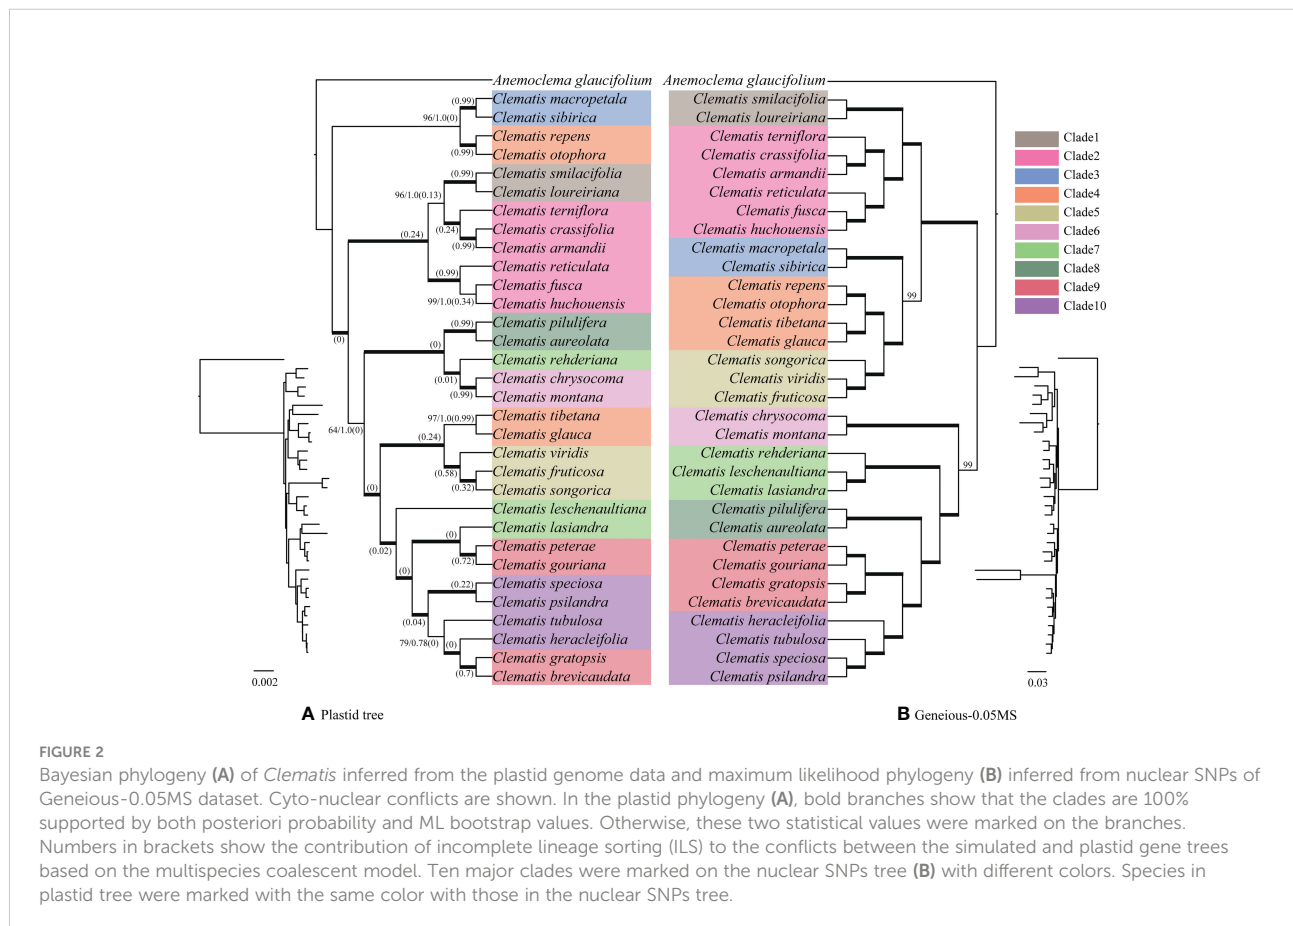 Anemoclema glaucifolium
Clematis macropetala
Clematis sibirica
Clematis repens
Clematis otophora
Clematis smilacifolia
Clematis loureiriana
Clematis terniflora
Clematis crassifolia
Clematis armandii
Clematis reticulata
Clematis fusca
Clematis huchouensis
Clematis pilulifera
Clematis aureolata
Clematis rehderiana
Clematis chrysocoma
Clematis montana
Clematis tibetana
Clematis glauca
Clematis viridis
Clematis fruticosa
Clematis songorica
Clematis leschenaultiana
Clematis lasiandra
Clematis peterae
Clematis gouriana
Clematis speciosa
Clematis psilandra
Clematis tubulosa
Clematis heracleifolia
Clematis gratopsis
Clematis brevicaudata
(0.99)
96/1.0(0)
(0.99)
(0.99)
96/1.0(0.13)
(0.24)
(0.24)
(0.99)
(0.99)
99/1.0(0.34)
(0)
(0.99)
(0)
(0.01)
(0.99)
64/1.0(0)
97/1.0(0.99)
(0.24)
(0.58)
(0.32)
(0)
(0.02)
(0)
(0.72)
(0)
(0.22)
(0.04)
79/0.78(0)
(0)
(0.7)
0.002
A Plastid tree
Anemoclema glaucifolium
Clematis smilacifolia
Clematis loureiriana
Clematis terniflora
Clematis crassifolia
Clematis armandii
Clematis reticulata
Clematis fusca
Clematis huchouensis
Clematis macropetala
Clematis sibirica
Clematis repens
Clematis otophora
Clematis tibetana
Clematis glauca
Clematis songorica
Clematis viridis
Clematis fruticosa
Clematis chrysocoma
Clematis montana
Clematis rehderiana
Clematis leschenaultiana
Clematis lasiandra
Clematis pilulifera
Clematis aureolata
Clematis peterae
Clematis gouriana
Clematis gratopsis
Clematis brevicaudata
Clematis heracleifolia
Clematis tubulosa
Clematis speciosa
Clematis psilandra
99
99
0.03
B Geneious-0.05MS
Clade1
Clade2
Clade3
Clade4
Clade5
Clade6
Clade7
Clade8
Clade9
Clade10
FIGURE 2
Bayesian phylogeny (A) of Clematis inferred from the plastid genome data and maximum likelihood phylogeny (B) inferred from nuclear SNPs of
Geneious-0.05MS dataset. Cyto-nuclear conflicts are shown. In the plastid phylogeny (A), bold branches show that the clades are 100%
supported by both posteriori probability and ML bootstrap values. Otherwise, these two statistical values were marked on the branches.
Numbers in brackets show the contribution of incomplete lineage sorting (ILS) to the conflicts between the simulated and plastid gene trees
based on the multispecies coalescent model. Ten major clades were marked on the nuclear SNPs tree (B) with different colors. Species in
plastid tree were marked with the same color with those in the nuclear SNPs tree.